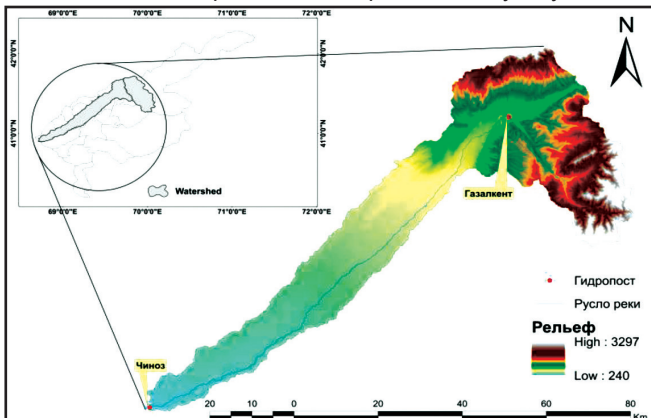 69°0'0"E 70°0'0"E 71°0'0"E 72°0'0"E
42°0'0"N 42°0'0"N
41°0'0"N 41°0'0"N
Watershed
69°0'0"E 70°0'0"E 71°0'0"E 72°0'0"E
N
Газалкент
Чиноз
Гидропост
Русло реки
Рельеф
High : 3297
Low : 240
20 10 0 20 40 60 80
Km